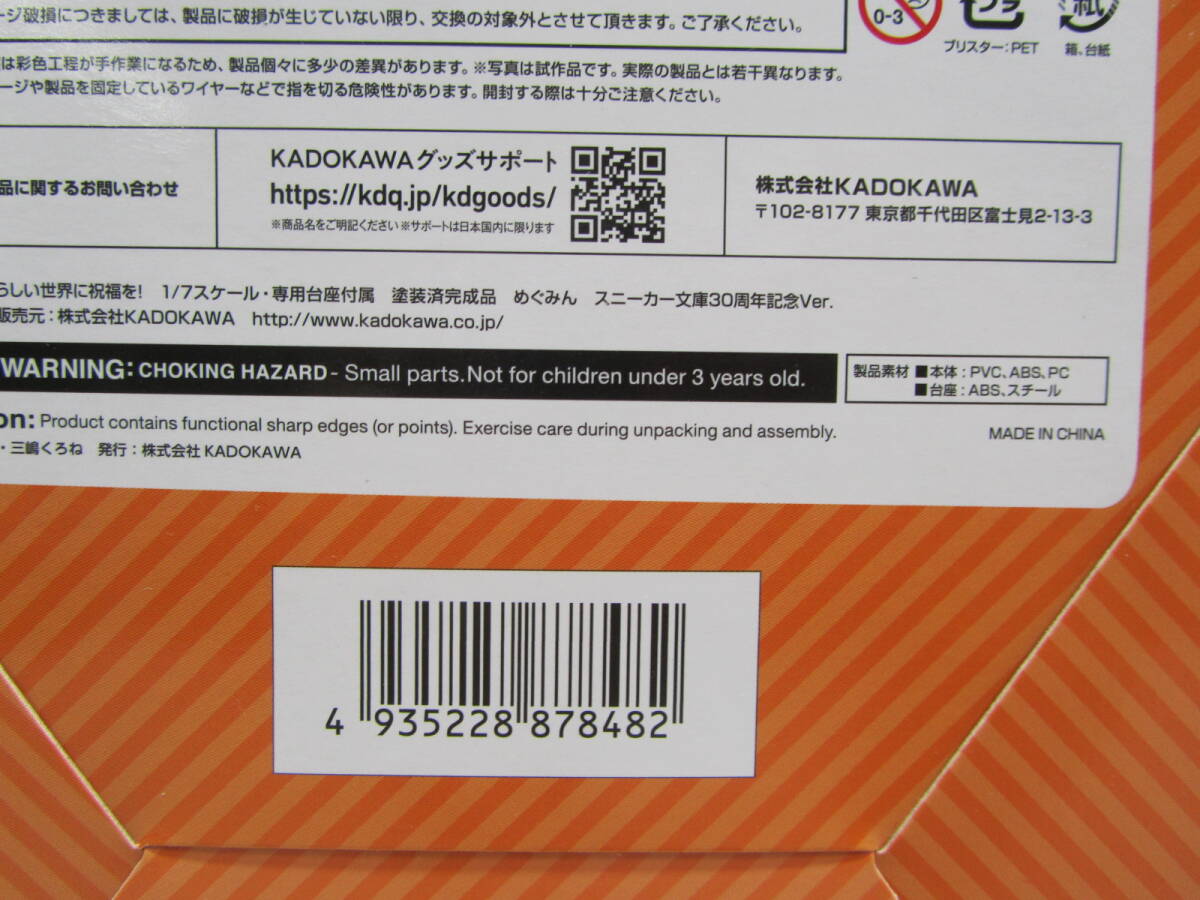 ージ破損につきましては、製品に破損が生じていない限り、交換の対象外とさせて頂きます。ご了承ください。
0-3
プラ
紙
ブリスター：PET
箱、台紙
は彩色工程が手作業になるため、製品個々に多少の差異があります。※写真は試作品です。実際の製品とは若干異なります。
ージや製品を固定しているワイヤーなどで指を切る危険性があります。開封する際は十分ご注意ください。
品に関するお問い合わせ
KADOKAWAグッズサポート
https://kdq.jp/kdgoods/
※商品名をご明記ください ※サポートは日本国内に限ります
株式会社KADOKAWA
〒102-8177 東京都千代田区富士見2-13-3
らしい世界に祝福を! 1/7スケール・専用台座付属 塗装済完成品 めぐみん スニーカー文庫30周年記念Ver.
販売元：株式会社KADOKAWA http://www.kadokawa.co.jp/
WARNING: CHOKING HAZARD - Small parts.Not for children under 3 years old.
製品素材 ■本体：PVC、ABS、PC
■台座：ABS、スチール
on: Product contains functional sharp edges (or points). Exercise care during unpacking and assembly.
MADE IN CHINA
・三嶋くろね 発行：株式会社 KADOKAWA
4 935228 878482